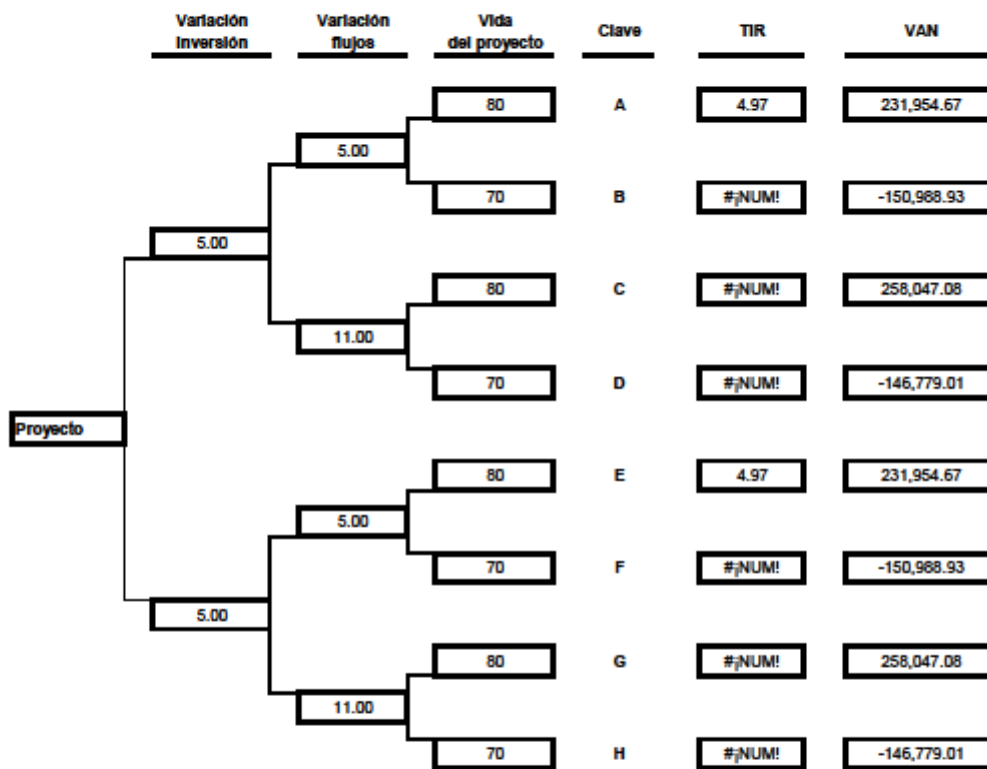 Variación Inversión
Variación flujos
Vida del proyecto
Clave
TIR
VAN
80 A 4.97 231,954.67
5.00
70 B #¡NUM! -150,988.93
5.00
80 C #¡NUM! 258,047.08
11.00
70 D #¡NUM! -146,779.01
Proyecto
80 E 4.97 231,954.67
5.00
70 F #¡NUM! -150,988.93
5.00
80 G #¡NUM! 258,047.08
11.00
70 H #¡NUM! -146,779.01